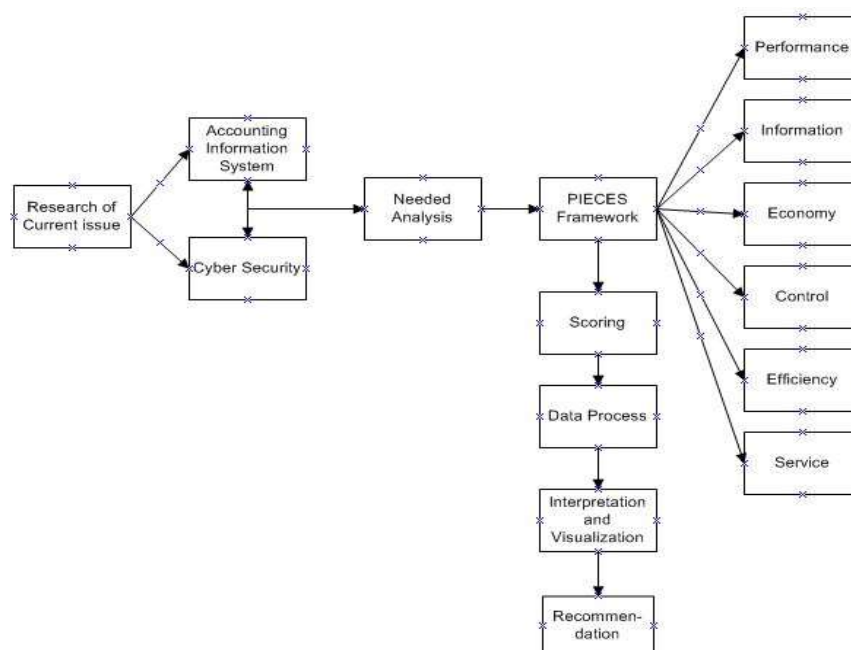 Research of
Current issue
Accounting
Information
System
Cyber Security
Needed
Analysis
PIECES
Framework
Performance
Information
Economy
Control
Efficiency
Service
Scoring
Data Process
Interpretation
and
Visualization
Recommen-
dation